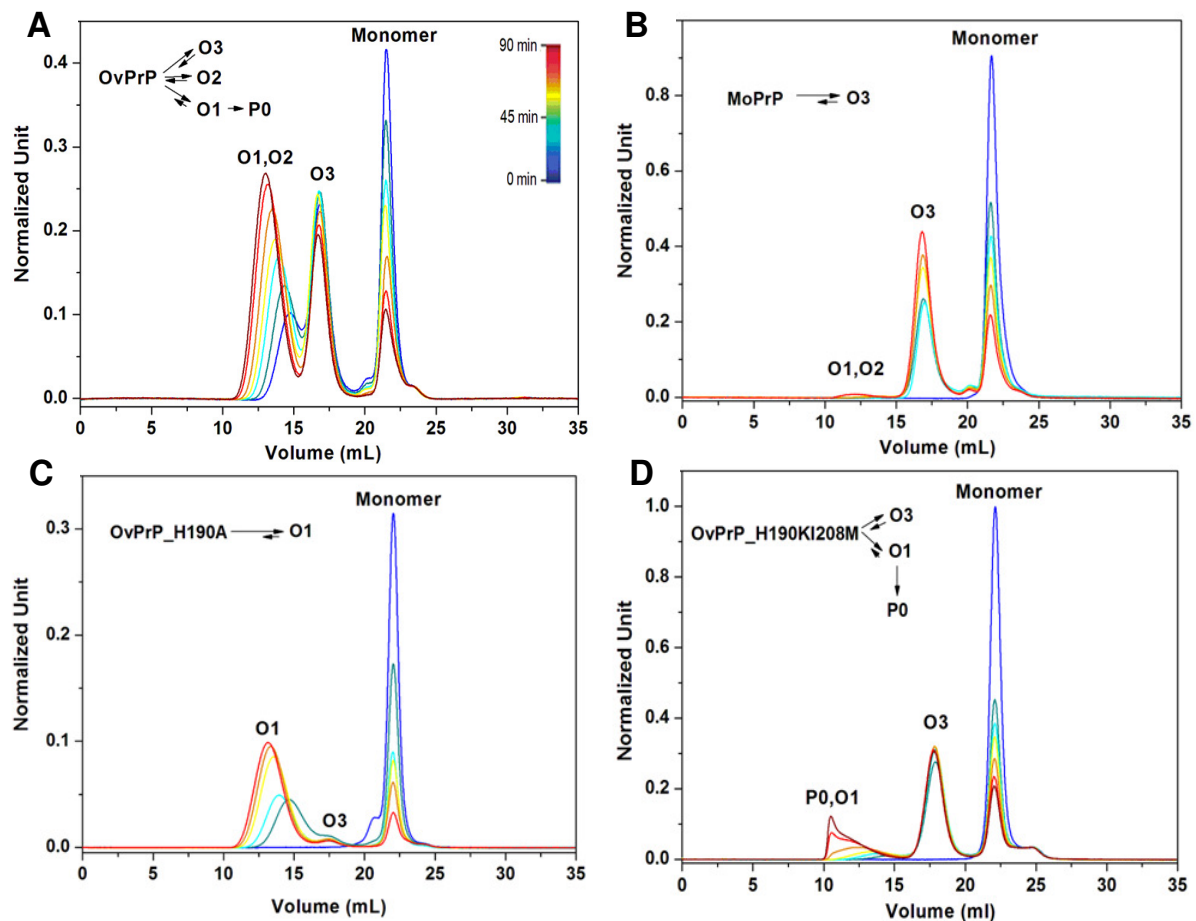 A
OvPrP
O3
O2
O1
P0
O1,O2
O3
Monomer
90 min
45 min
0 min
Normalized Unit
0.4
0.3
0.2
0.1
0.0
0 5 10 15 20 25 30 35
Volume (mL)
B
MoPrP
O3
O1,O2
O3
Monomer
Normalized Unit
0.8
0.6
0.4
0.2
0.0
0 5 10 15 20 25 30 35
Volume (mL)
C
OvPrP_H190A
O1
O1
O3
Monomer
Normalized Unit
0.3
0.2
0.1
0.0
0 5 10 15 20 25 30 35
Volume (mL)
D
OvPrP_H190KI208M
O3
O1
P0
P0,O1
O3
Monomer
Normalized Unit
1.0
0.8
0.6
0.4
0.2
0.0
0 5 10 15 20 25 30 35
Volume (ml)